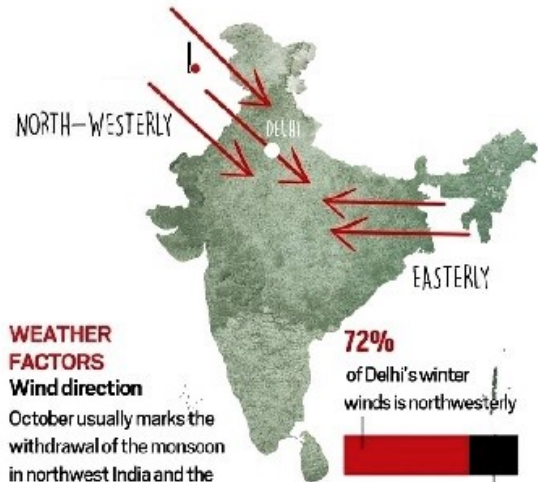 1.
NORTH-WESTERLY
DELHI
EASTERLY
WEATHER
FACTORS
Wind direction
October usually marks the
withdrawal of the monsoon
in northwest India and the
72%
of Delhi's winter
winds is northwesterly